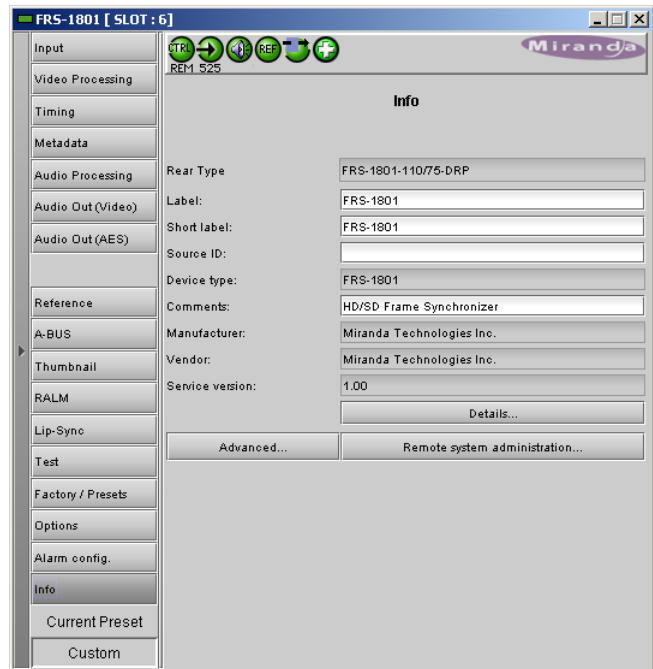 FRS-1801 [ SLOT : 6]
Input
Video Processing
Timing
Metadata
Audio Processing
Audio Out (Video)
Audio Out (AES)
Reference
A-BUS
Thumbnail
RALM
Lip-Sync
Test
Factory / Presets
Options
Alarm config.
Info
Current Preset
Custom
CTRL REF
REM 525
Miranda
Info
Rear Type FRS-1801-110/75-DRP
Label: FRS-1801
Short label: FRS-1801
Source ID:
Device type: FRS-1801
Comments: HD/SD Frame Synchronizer
Manufacturer: Miranda Technologies Inc.
Vendor: Miranda Technologies Inc.
Service version: 1.00
Details...
Advanced... Remote system administration...